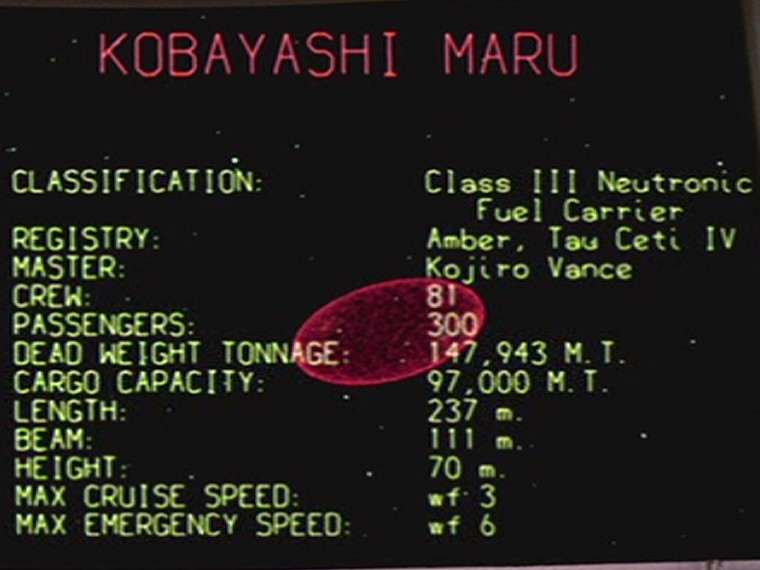 KOBAYASHI MARU
CLASSIFICATION: Class III Neutronic
Fuel Carrier
REGISTRY: Amber, Tau Ceti IV
MASTER: Kojiro Vance
CREW: 81
PASSENGERS: 300
DEAD WEIGHT TONNAGE: 147,943 M.T.
CARGO CAPACITY: 97,000 M.T.
LENGTH: 237 m.
BEAM: 111 m.
HEIGHT: 70 m.
MAX CRUISE SPEED: wf 3
MAX EMERGENCY SPEED: wf 6